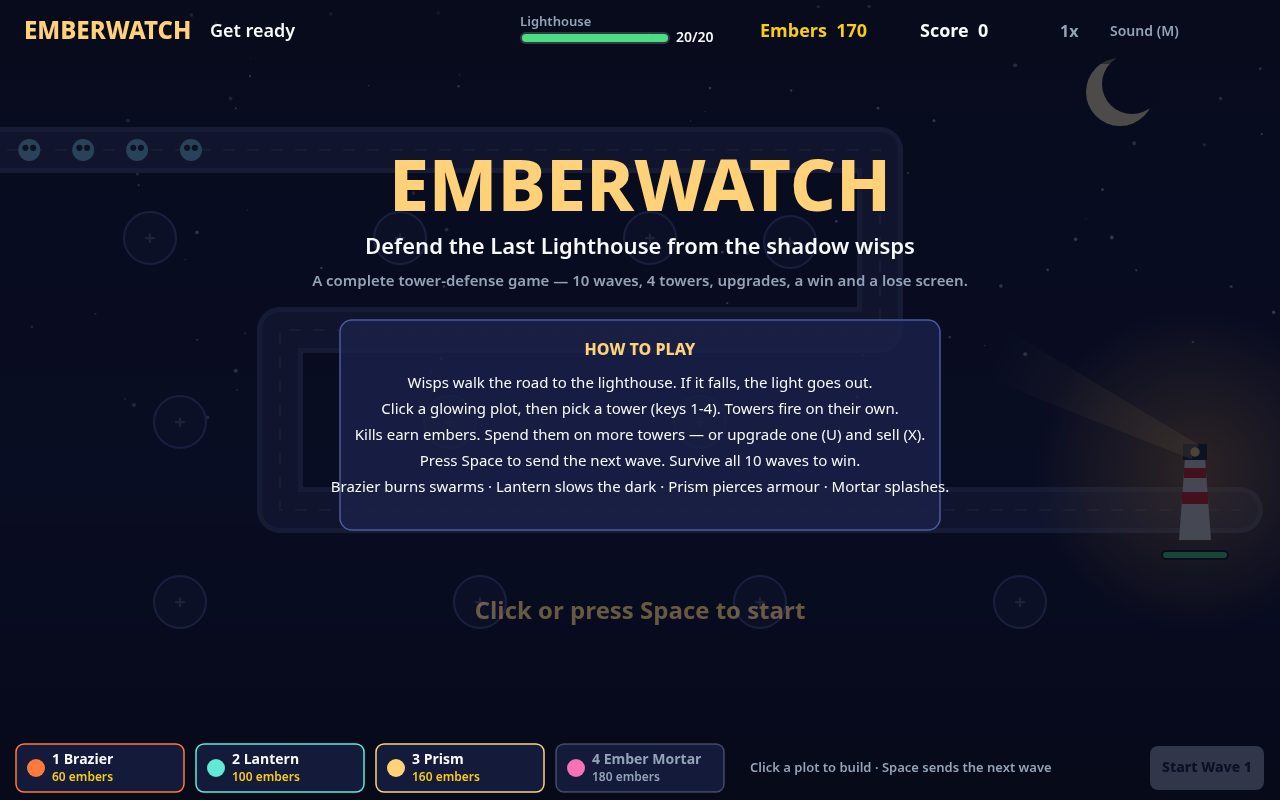 EMBERWATCH Get ready Lighthouse 20/20 Embers 170 Score 0 1x Sound (M)
EMBERWATCH
Defend the Last Lighthouse from the shadow wisps
A complete tower-defense game — 10 waves, 4 towers, upgrades, a win and a lose screen.
HOW TO PLAY
Wisps walk the road to the lighthouse. If it falls, the light goes out.
Click a glowing plot, then pick a tower (keys 1-4). Towers fire on their own.
Kills earn embers. Spend them on more towers — or upgrade one (U) and sell (X).
Press Space to send the next wave. Survive all 10 waves to win.
Brazier burns swarms · Lantern slows the dark · Prism pierces armour · Mortar splashes.
Click or press Space to start
1 Brazier
60 embers
2 Lantern
100 embers
3 Prism
160 embers
4 Ember Mortar
180 embers
Click a plot to build · Space sends the next wave
Start Wave 1